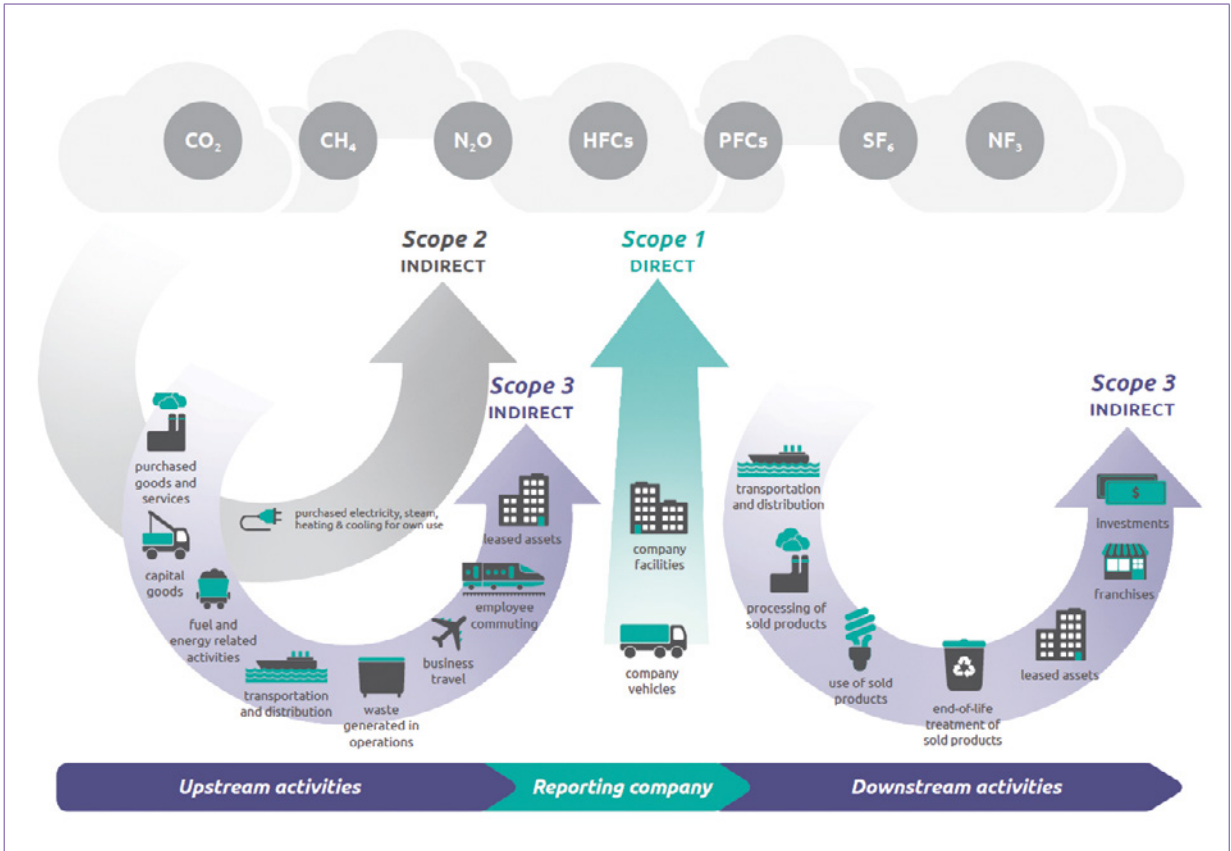 CO₂
CH₄
N₂O
HFCs
PFCs
SF₆
NF₃
Scope 2
INDIRECT
Scope 1
DIRECT
Scope 3
INDIRECT
Scope 3
INDIRECT
purchased
goods and
services
capital
goods
fuel and
energy related
activities
transportation
and distribution
waste
generated in
operations
business
travel
employee
commuting
leased assets
purchased electricity, steam,
heating & cooling for own use
company
facilities
company
vehicles
transportation
and distribution
processing of
sold products
use of sold
products
end-of-life
treatment of
sold products
leased assets
franchises
$
Investments
Upstream activities
Reporting company
Downstream activities